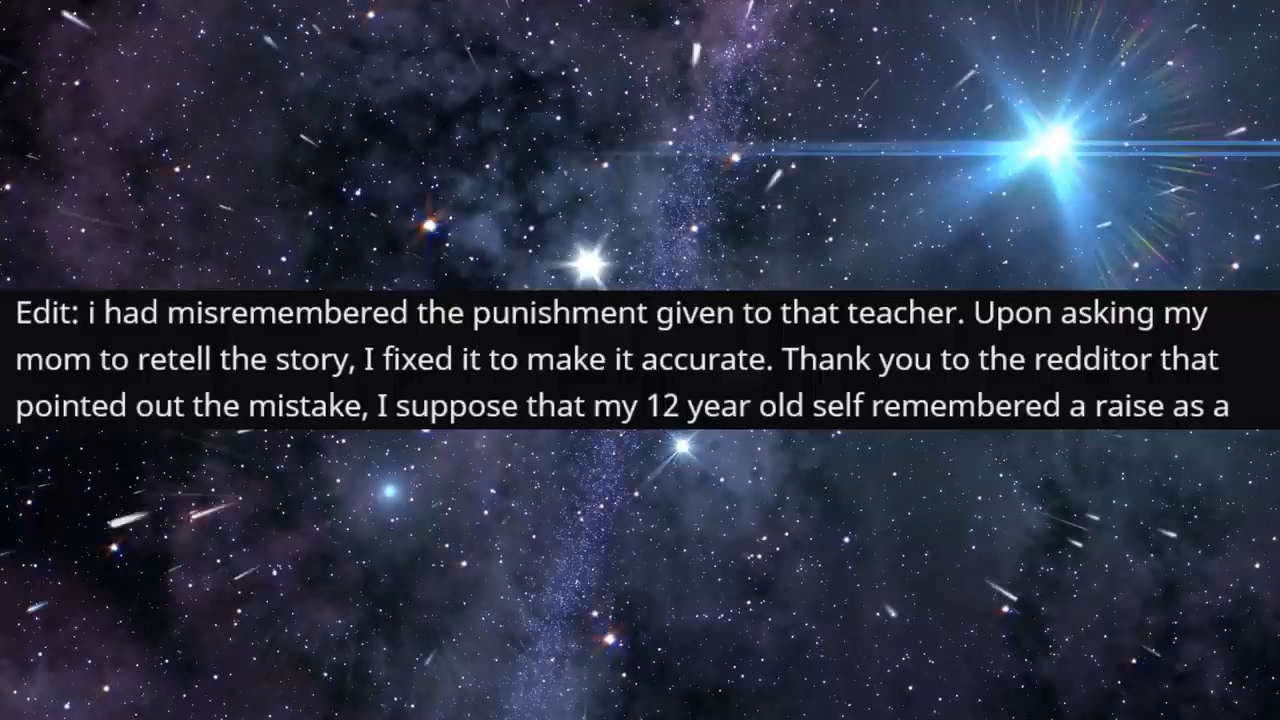 Edit: i had misremembered the punishment given to that teacher. Upon asking my
mom to retell the story, I fixed it to make it accurate. Thank you to the redditor that
pointed out the mistake, I suppose that my 12 year old self remembered a raise as a